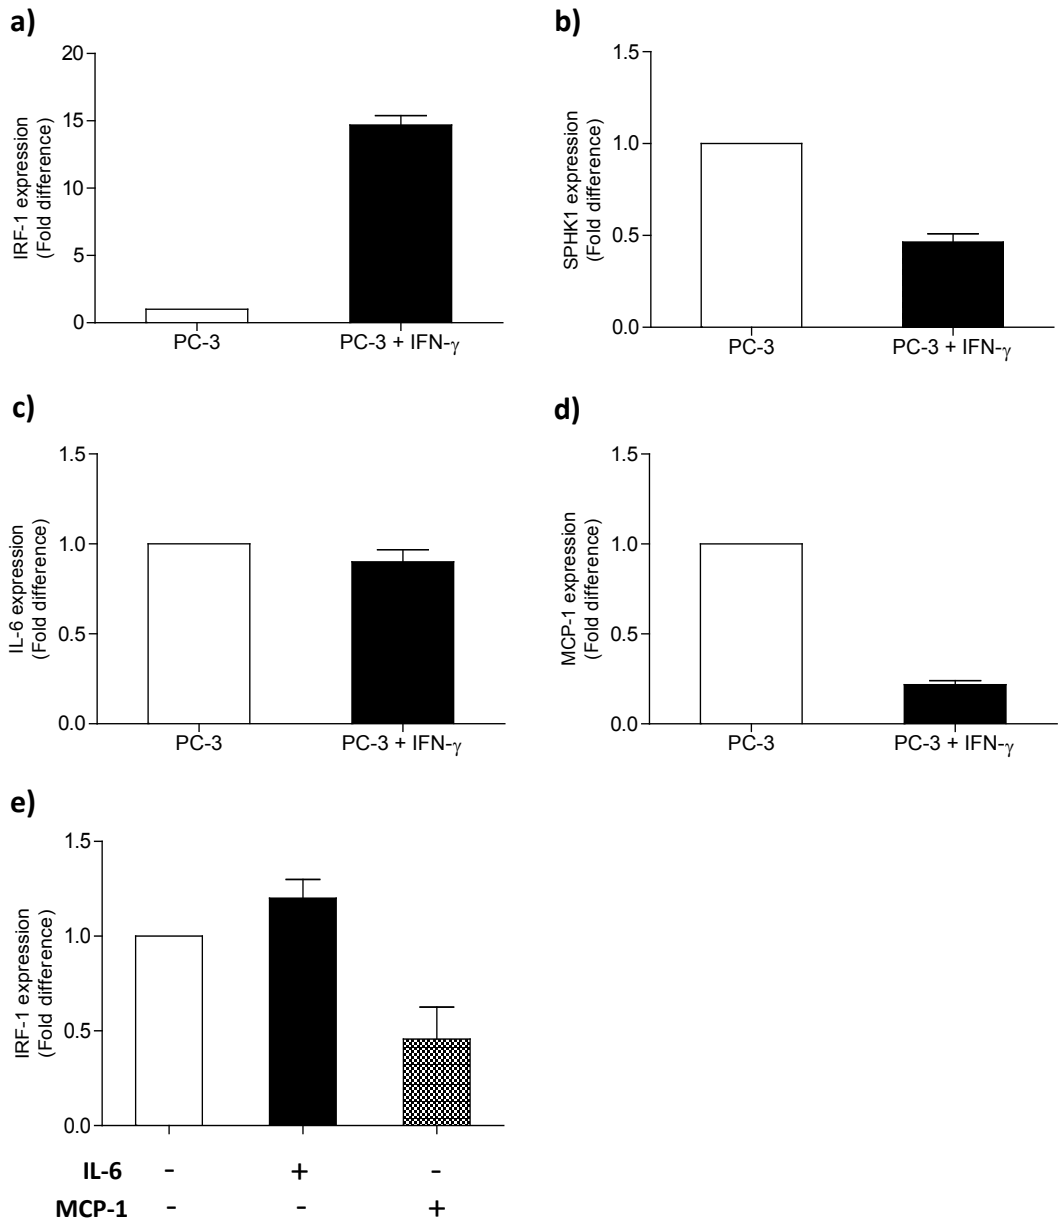 a)
IRF-1 expression
(Fold difference)
20
15
10
5
0
PC-3
PC-3 + IFN-γ
b)
SPHK1 expression
(Fold difference)
1.5
1.0
0.5
0.0
PC-3
PC-3 + IFN-γ
c)
IL-6 expression
(Fold difference)
1.5
1.0
0.5
0.0
PC-3
PC-3 + IFN-γ
d)
MCP-1 expression
(Fold difference)
1.5
1.0
0.5
0.0
PC-3
PC-3 + IFN-γ
e)
IRF-1 expression
(Fold difference)
1.5
1.0
0.5
0.0
IL-6 - + -
MCP-1 - - +